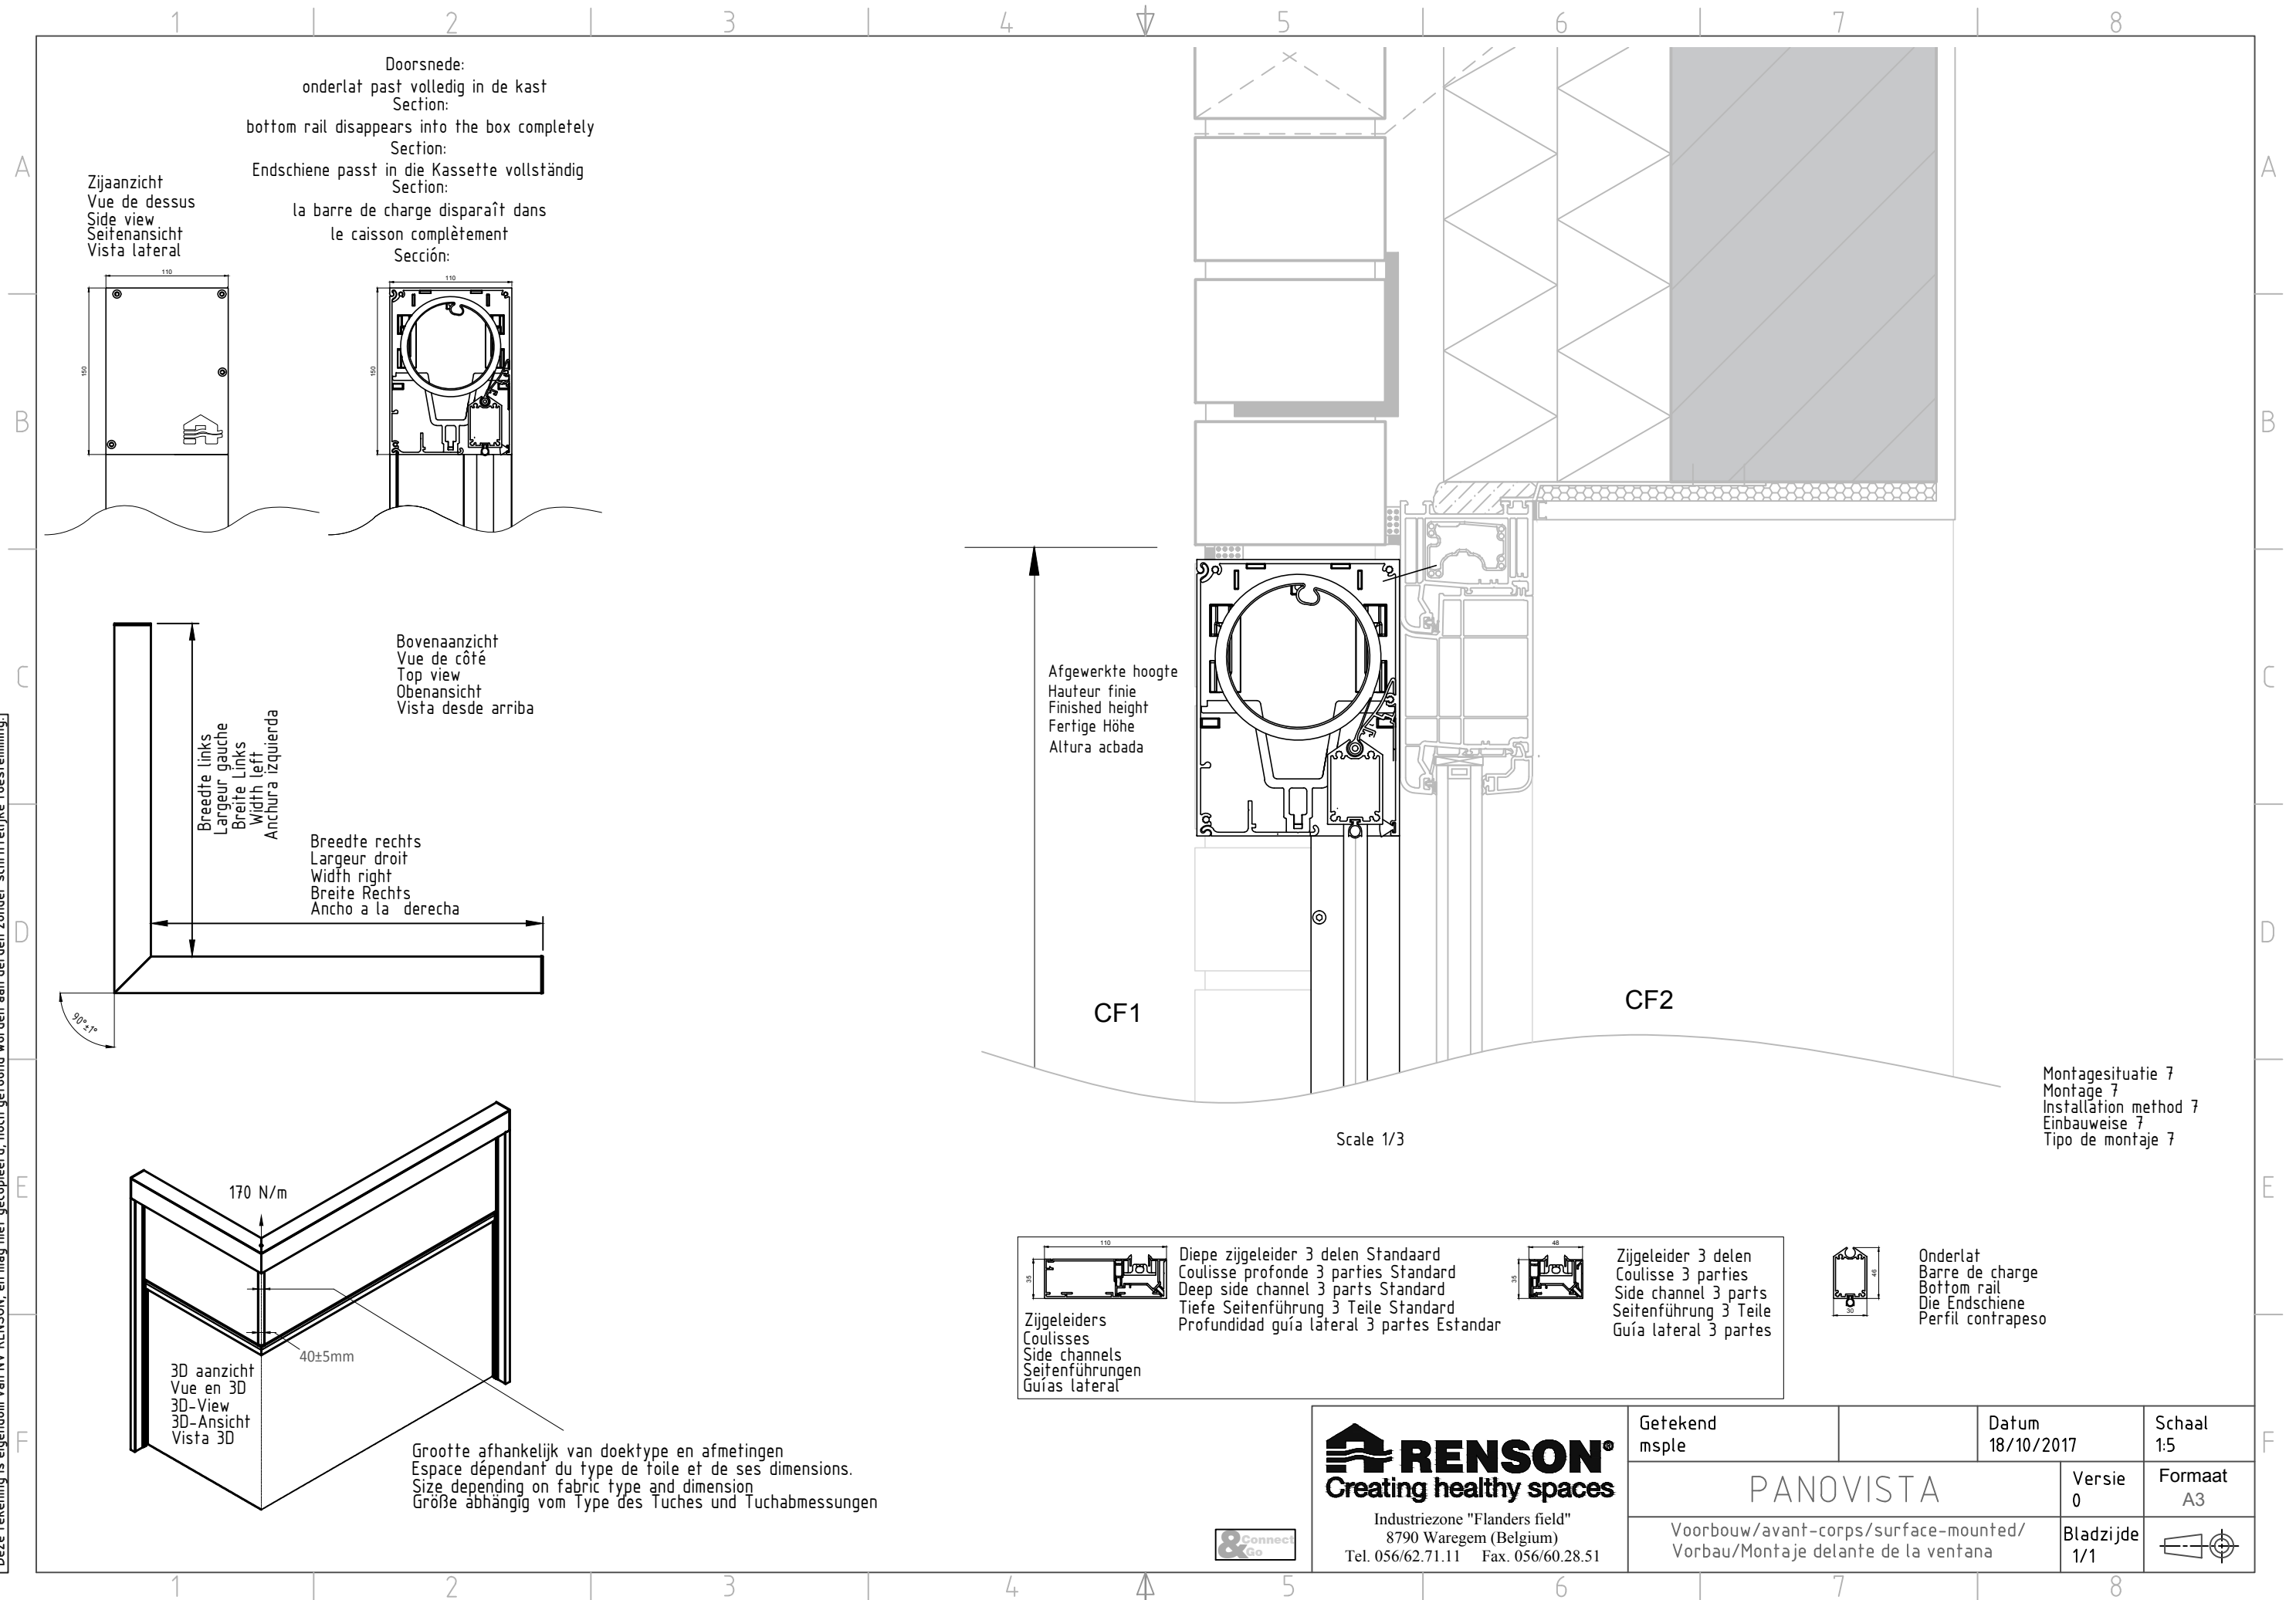 1 2 3 4 5 6 7 8
A A
B B
C C
D D
E E
F F
Doorsnede:
onderlat past volledig in de kast
Section:
bottom rail disappears into the box completely
Section:
Endschiene passt in die Kassette vollständig
Section:
la barre de charge disparaît dans
le caisson complètement
Sección:
Zijaanzicht
Vue de dessus
Side view
Seitenansicht
Vista lateral
110
150
110
150
Bovenaanzicht
Vue de côté
Top view
Obenansicht
Vista desde arriba
Breedte links
Largeur gauche
Breite Links
Width left
Anchura izquierda
Breedte rechts
Largeur droit
Width right
Breite Rechts
Ancho a la derecha
90°±1°
Afgewerkte hoogte
Hauteur finie
Finished height
Fertige Höhe
Altura acbada
CF1
CF2
Scale 1/3
Montagesituatie 7
Montage 7
Installation method 7
Einbauweise 7
Tipo de montaje 7
170 N/m
40±5mm
3D aanzicht
Vue en 3D
3D-View
3D-Ansicht
Vista 3D
Grootte afhankelijk van doektype en afmetingen
Espace dépendant du type de toile et de ses dimensions.
Size depending on fabric type and dimension
Größe abhängig vom Type des Tuches und Tuchabmessungen
110
35
Diepe zijgeleider 3 delen Standaard
Coulisse profonde 3 parties Standard
Deep side channel 3 parts Standard
Tiefe Seitenführung 3 Teile Standard
Profundidad guía lateral 3 partes Estandar
Zijgeleiders
Coulisses
Side channels
Seitenführungen
Guías lateral
48
35
Zijgeleider 3 delen
Coulisse 3 parties
Side channel 3 parts
Seitenführung 3 Teile
Guía lateral 3 partes
46
30
Onderlat
Barre de charge
Bottom rail
Die Endschiene
Perfil contrapeso
&Connect
Go
RENSON®
Creating healthy spaces
Industriezone "Flanders field"
8790 Waregem (Belgium)
Tel. 056/62.71.11 Fax. 056/60.28.51
Getekend
msple
Datum
18/10/2017
Schaal
1:5
PANOVISTA
Versie
0
Formaat
A3
Voorbouw/avant-corps/surface-mounted/
Vorbau/Montaje delante de la ventana
Bladzijde
1/1
1 2 3 4 5 6 7 8